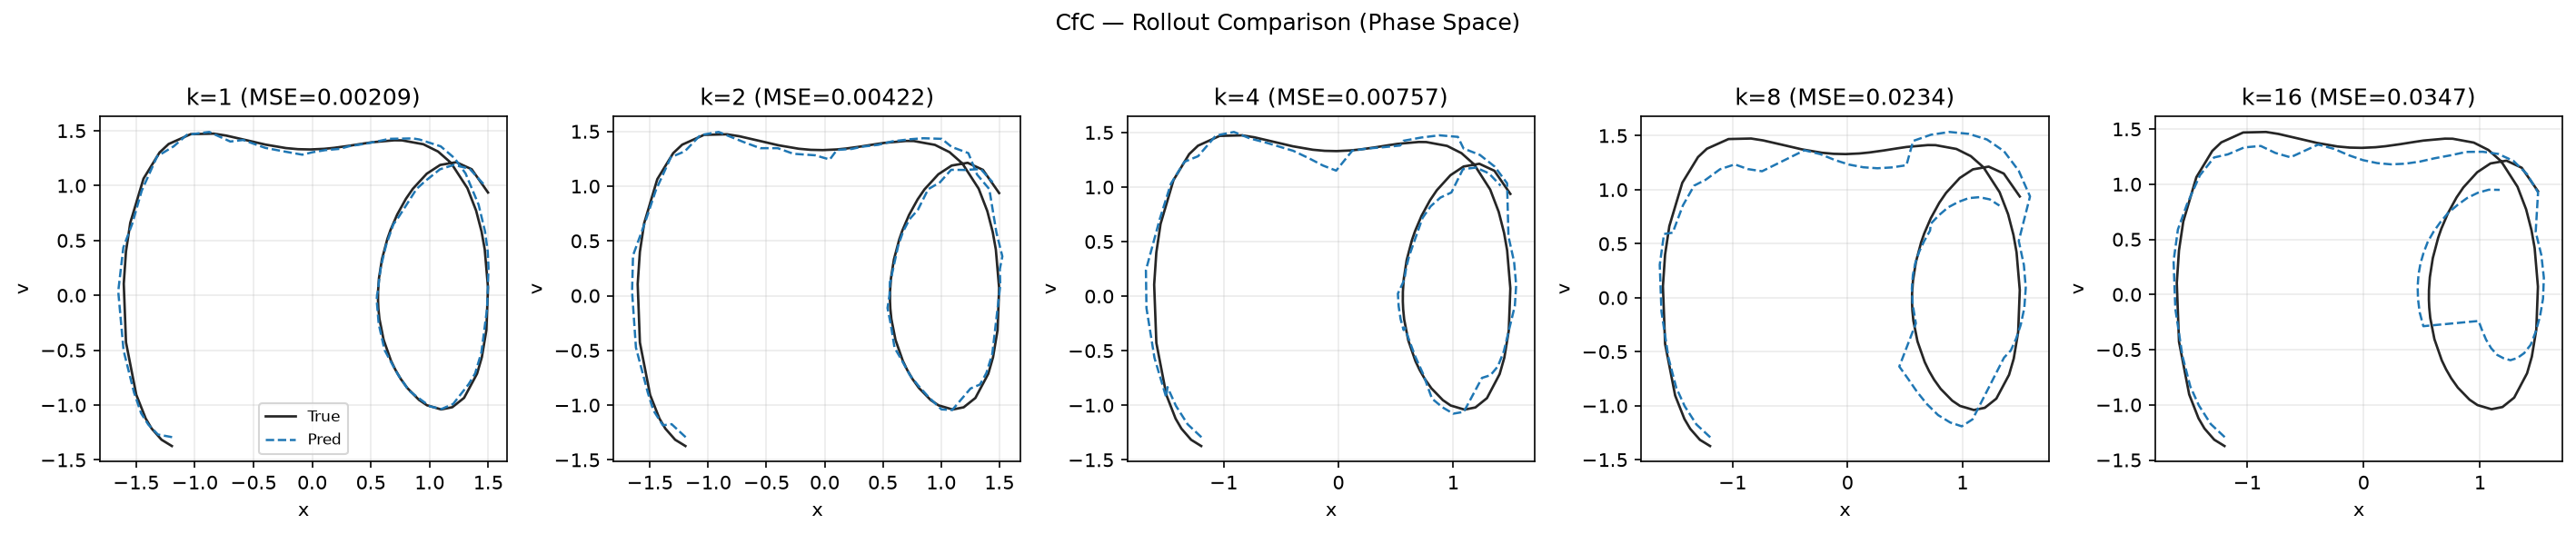 CfC — Rollout Comparison (Phase Space)
k=1 (MSE=0.00209)
1.5
1.0
0.5
0.0
−0.5
−1.0
−1.5
v
True
Pred
−1.5 −1.0 −0.5 0.0 0.5 1.0 1.5
x
k=2 (MSE=0.00422)
1.5
1.0
0.5
0.0
−0.5
−1.0
−1.5
v
−1.5 −1.0 −0.5 0.0 0.5 1.0 1.5
x
k=4 (MSE=0.00757)
1.5
1.0
0.5
0.0
−0.5
−1.0
−1.5
v
−1 0 1
x
k=8 (MSE=0.0234)
1.5
1.0
0.5
0.0
−0.5
−1.0
−1.5
v
−1 0 1
x
k=16 (MSE=0.0347)
1.5
1.0
0.5
0.0
−0.5
−1.0
−1.5
v
−1 0 1
x